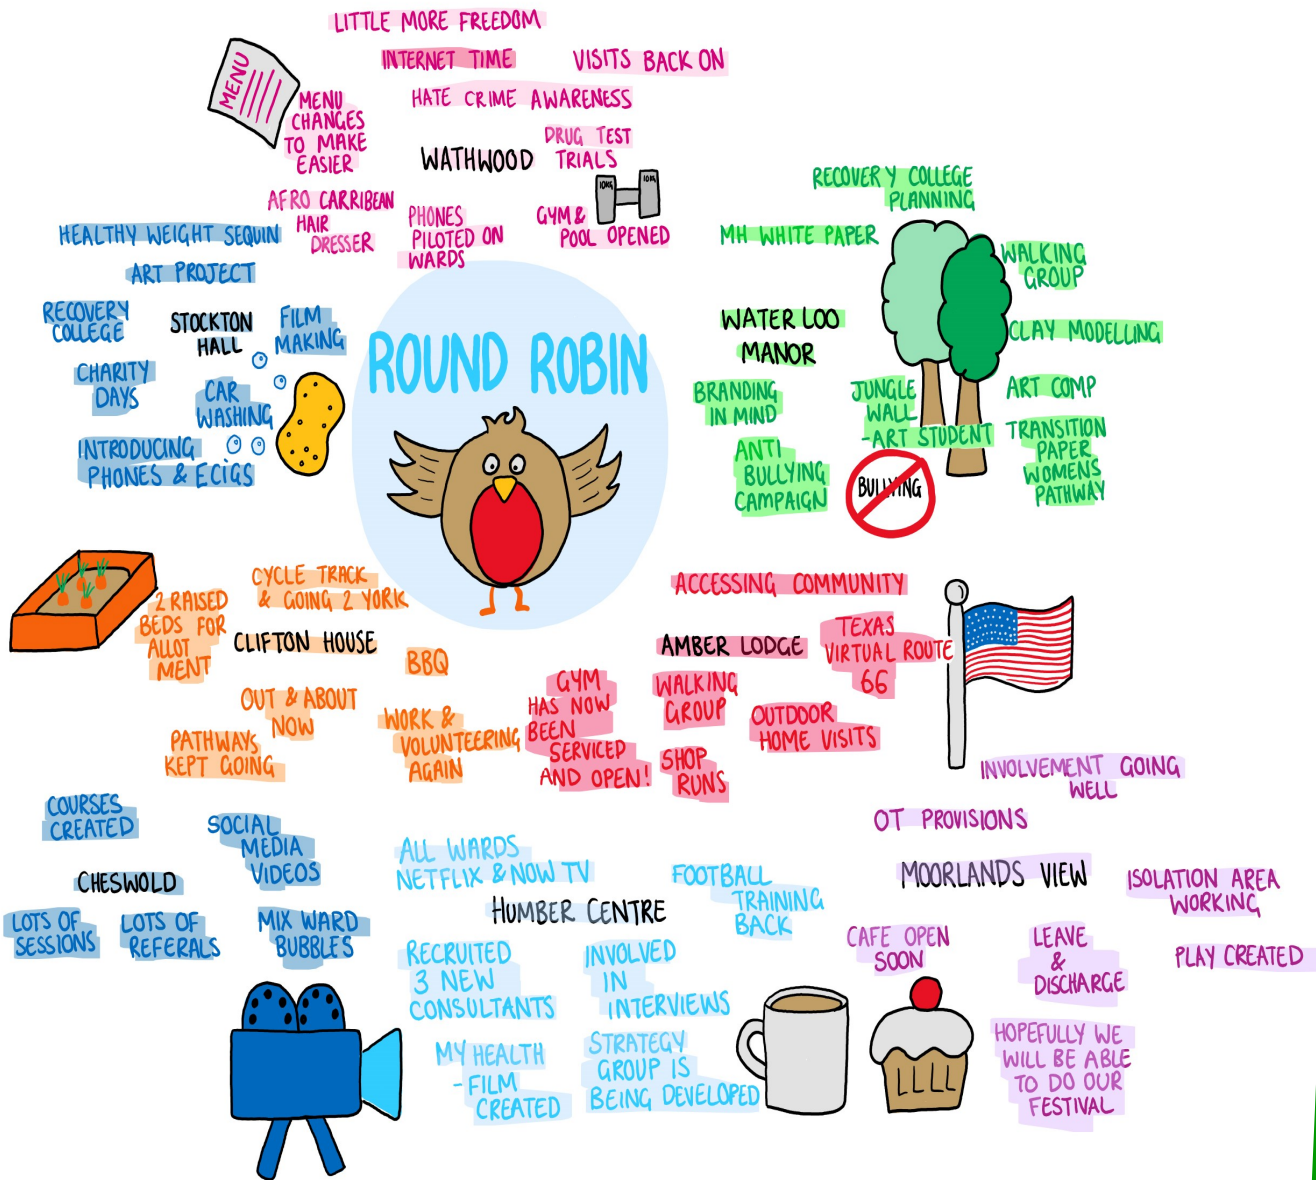 LITTLE MORE FREEDOM
INTERNET TIME
VISITS BACK ON
MENU
MENU
CHANGES
TO MAKE
EASIER
HATE CRIME AWARENESS
WATHWOOD
DRUG TEST
TRIALS
AFRO CARRIBEAN
HAIR
DRESSER
PHONES
PILOTED ON
WARDS
10KG
10KG
GYM &
POOL OPENED
HEALTHY WEIGHT SEQUIN
ART PROJECT
RECOVERY
COLLEGE
STOCKTON
HALL
FILM
MAKING
CHARITY
DAYS
CAR
WASHING
INTRODUCING
PHONES & ECIGS
ROUND ROBIN
RECOVERY COLLEGE
PLANNING
MH WHITE PAPER
WALKING
GROUP
WATER LOO
MANOR
CLAY MODELLING
BRANDING
IN MIND
JUNGLE
WALL
-ART STUDENT
ART COMP
ANTI
BULLYING
CAMPAIGN
BULLYING
TRANSITION
PAPER
WOMENS
PATHWAY
CYCLE TRACK
& GOING 2 YORK
2 RAISED
BEDS FOR
ALLOT
MENT
CLIFTON HOUSE
BBQ
OUT & ABOUT
NOW
PATHWAYS
KEPT GOING
WORK &
VOLUNTEERING
AGAIN
ACCESSING COMMUNITY
AMBER LODGE
TEXAS
VIRTUAL ROUTE
66
GYM
HAS NOW
BEEN
SERVICED
AND OPEN!
WALKING
GROUP
OUTDOOR
HOME VISITS
SHOP
RUNS
COURSES
CREATED
SOCIAL
MEDIA
VIDEOS
CHESWOLD
LOTS OF
SESSIONS
LOTS OF
REFERALS
MIX WARD
BUBBLES
ALL WARDS
NETFLIX & NOW TV
FOOTBALL
TRAINING
BACK
HUMBER CENTRE
RECRUITED
3 NEW
CONSULTANTS
INVOLVED
IN
INTERVIEWS
MY HEALTH
-FILM
CREATED
STRATEGY
GROUP IS
BEING DEVELOPED
INVOLVEMENT GOING
WELL
OT PROVISIONS
MOORLANDS VIEW
ISOLATION AREA
WORKING
CAFE OPEN
SOON
LEAVE
&
DISCHARGE
PLAY CREATED
HOPEFULLY WE
WILL BE ABLE
TO DO OUR
FESTIVAL